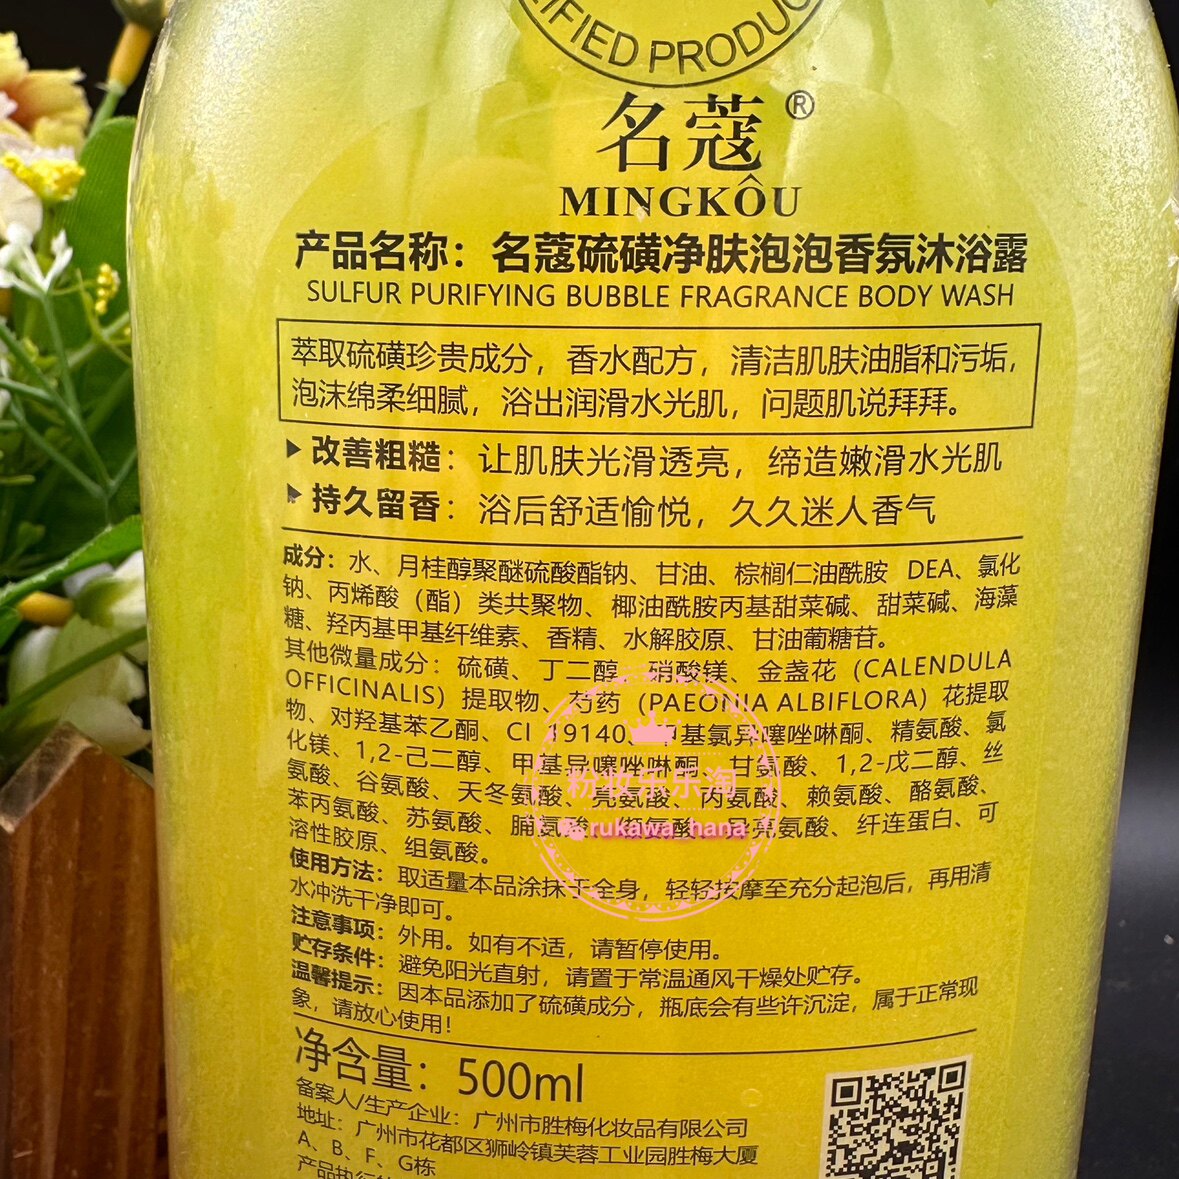 IFIED PRODUC
名蔻®
MINGKÔU
产品名称：名蔻硫磺净肤泡泡香氛沐浴露
SULFUR PURIFYING BUBBLE FRAGRANCE BODY WASH
萃取硫磺珍贵成分，香水配方，清洁肌肤油脂和污垢，
泡沫绵柔细腻，浴出润滑水光肌，问题肌说拜拜。
改善粗糙：让肌肤光滑透亮，缔造嫩滑水光肌
持久留香：浴后舒适愉悦，久久迷人香气
成分：水、月桂醇聚醚硫酸酯钠、甘油、棕榈仁油酰胺 DEA、氯化
钠、丙烯酸（酯）类共聚物、椰油酰胺丙基甜菜碱、甜菜碱、海藻
糖、羟丙基甲基纤维素、香精、水解胶原、甘油葡糖苷。
其他微量成分：硫磺、丁二醇、硝酸镁、金盏花（CALENDULA
OFFICINALIS）提取物、芍药（PAEONIA ALBIFLORA）花提取
物、对羟基苯乙酮、CI 19140、甲基氯异噻唑啉酮、精氨酸、氯
化镁、1,2-己二醇、甲基异噻唑啉酮、甘氨酸、1,2-戊二醇、丝
氨酸、谷氨酸、天冬氨酸、亮氨酸、丙氨酸、赖氨酸、酪氨酸、
苯丙氨酸、苏氨酸、脯氨酸、缬氨酸、异亮氨酸、纤连蛋白、可
溶性胶原、组氨酸。
粉妆乐乐淘
rukawa_hana
使用方法：取适量本品涂抹于全身，轻轻按摩至充分起泡后，再用清
水冲洗干净即可。
注意事项：外用。如有不适，请暂停使用。
贮存条件：避免阳光直射，请置于常温通风干燥处贮存。
温馨提示：因本品添加了硫磺成分，瓶底会有些许沉淀，属于正常现
象，请放心使用！
净含量：500ml
备案人/生产企业：广州市胜梅化妆品有限公司
地址：广州市花都区狮岭镇芙蓉工业园胜梅大厦
A、B、F、G栋
产品执行